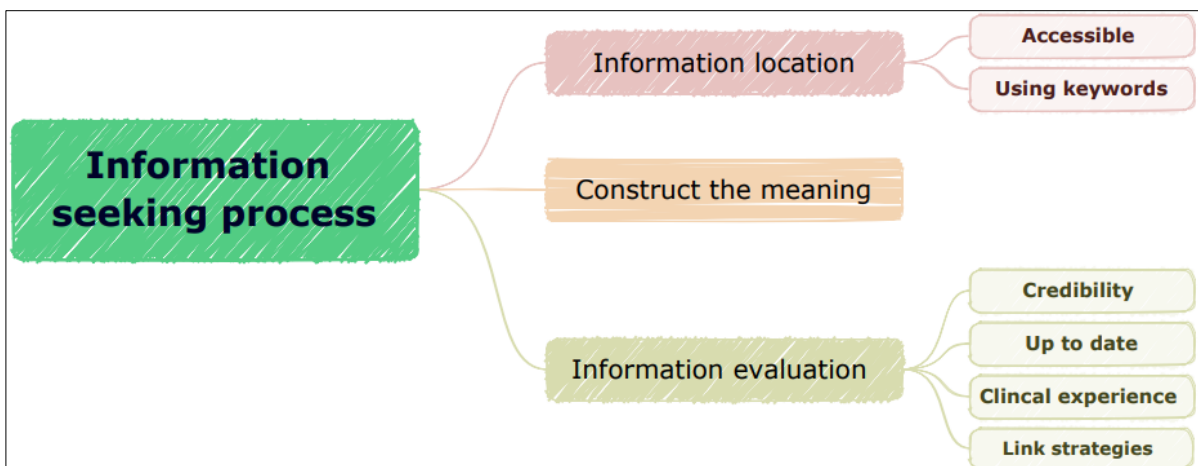 Information
seeking process
Information location
Accessible
Using keywords
Construct the meaning
Information evaluation
Credibility
Up to date
Clincal experience
Link strategies